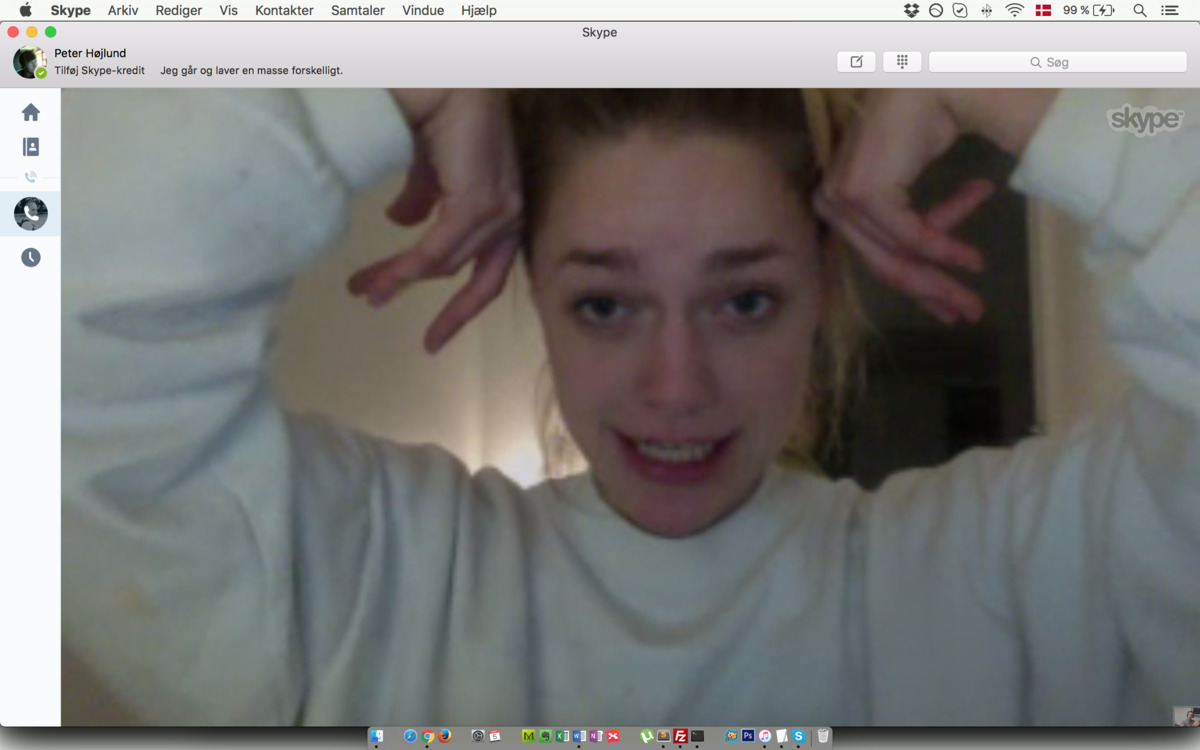 Skype Arkiv Rediger Vis Kontakter Samtaler Vindue Hjælp 99 %
Skype
Peter Højlund
Tilføj Skype-kredit Jeg går og laver en masse forskelligt.
Søg
skype